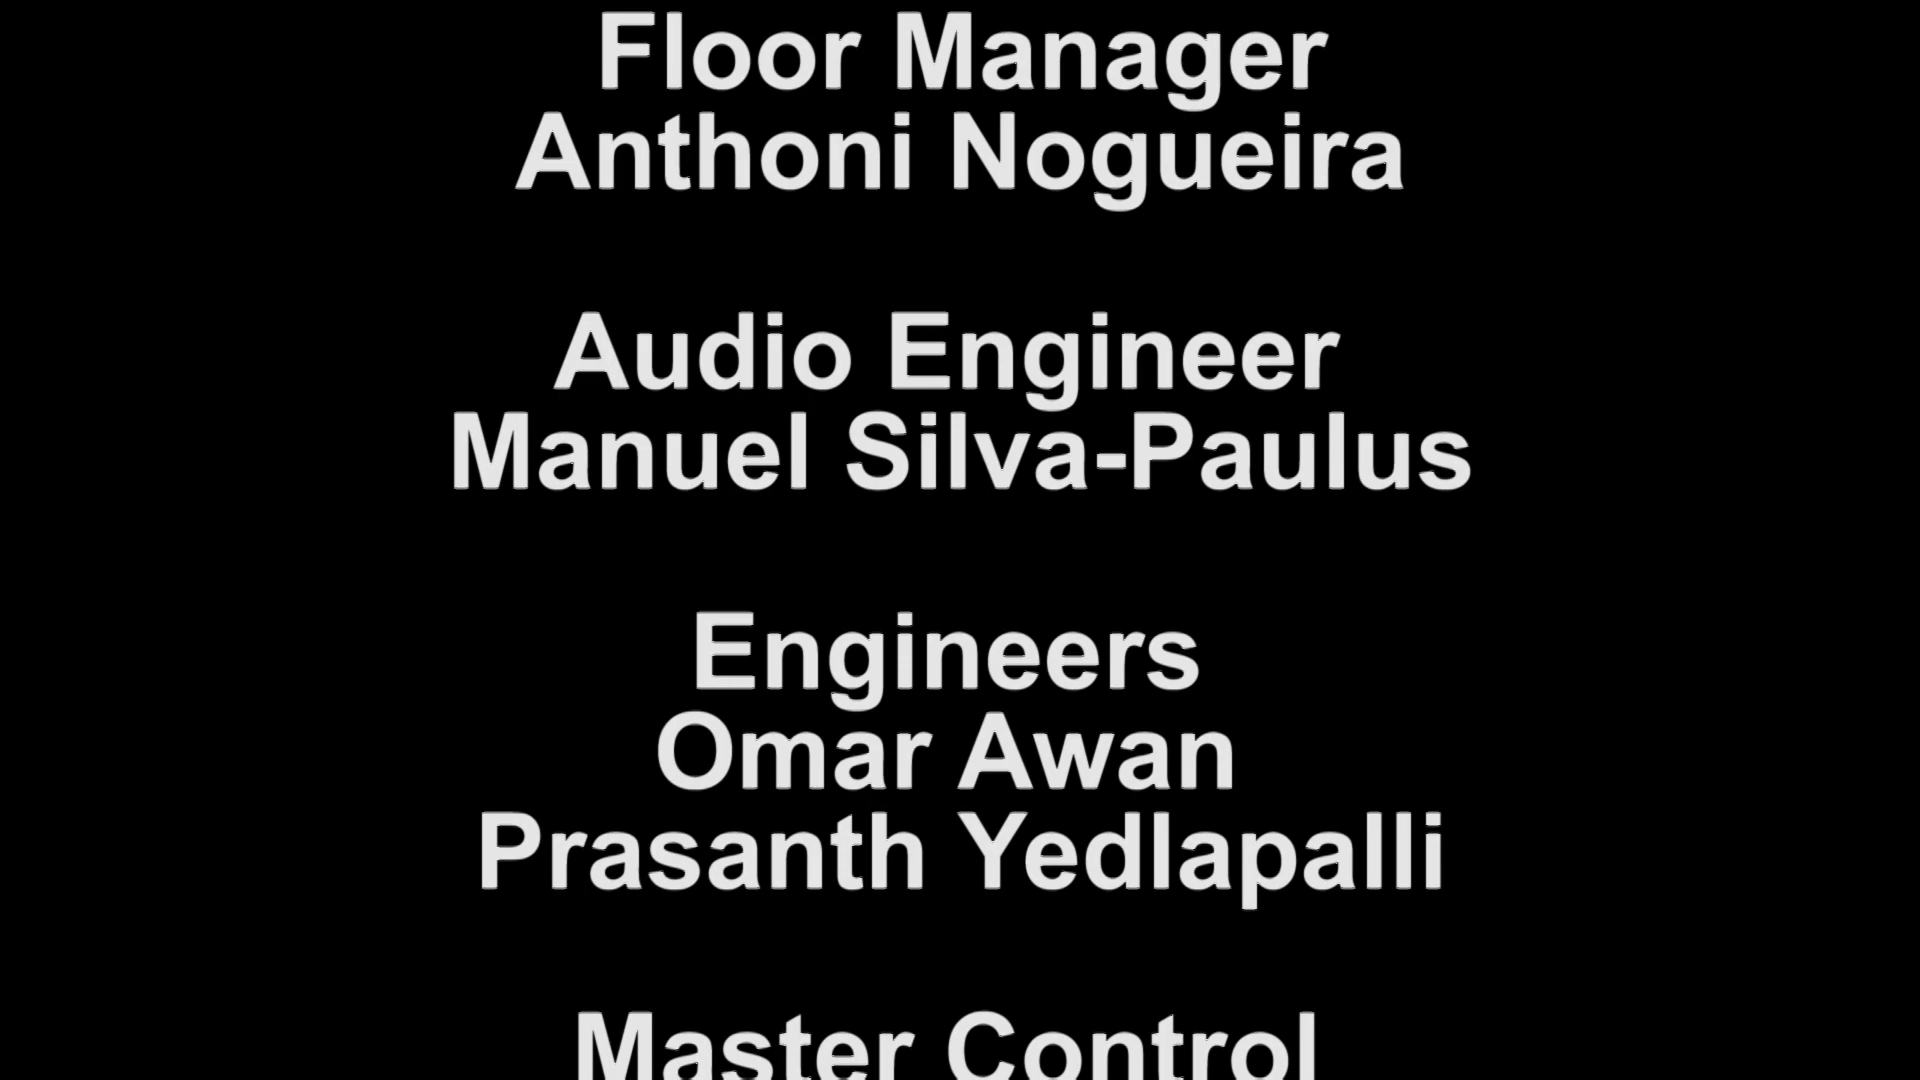 Floor Manager
Anthoni Nogueira
Audio Engineer
Manuel Silva-Paulus
Engineers
Omar Awan
Prasanth Yedlapalli
Master Control